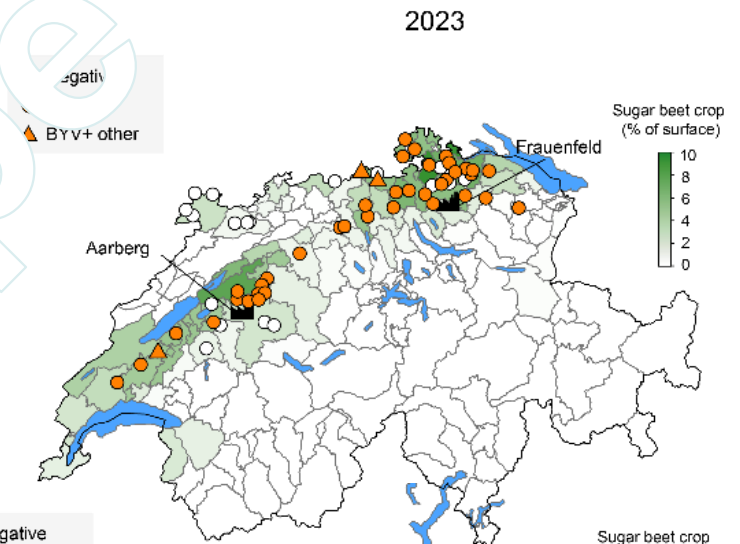 2023
egativ
BYV+ other
Sugar beet crop
(% of surface)
10
8
6
4
2
0
Frauenfeld
Aarberg
gative
Sugar beet crop